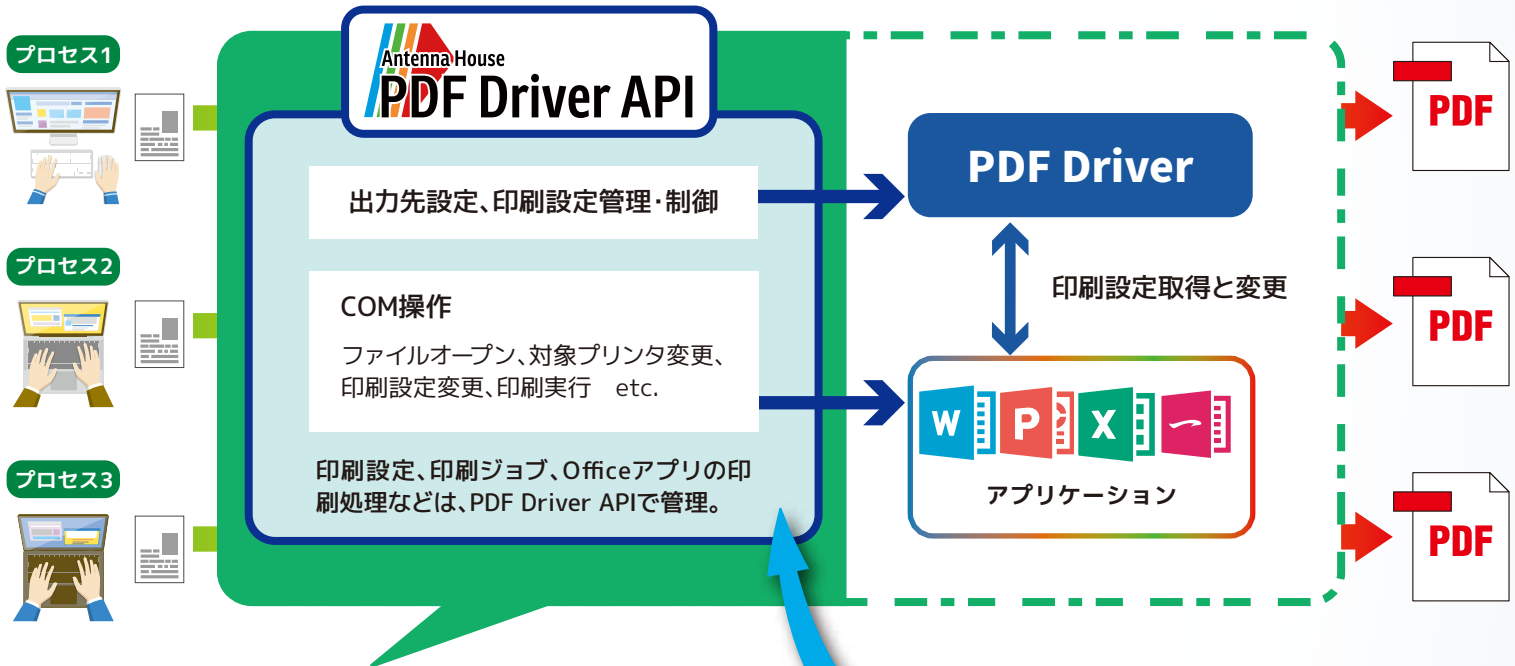 プロセス1
プロセス2
プロセス3
Antenna House
PDF Driver API
出力先設定、印刷設定管理・制御
COM操作
ファイルオープン、対象プリンタ変更、
印刷設定変更、印刷実行　etc.
印刷設定、印刷ジョブ、Officeアプリの印
刷処理などは、PDF Driver APIで管理。
PDF Driver
印刷設定取得と変更
W
P
X
一
アプリケーション
PDF
PDF
PDF